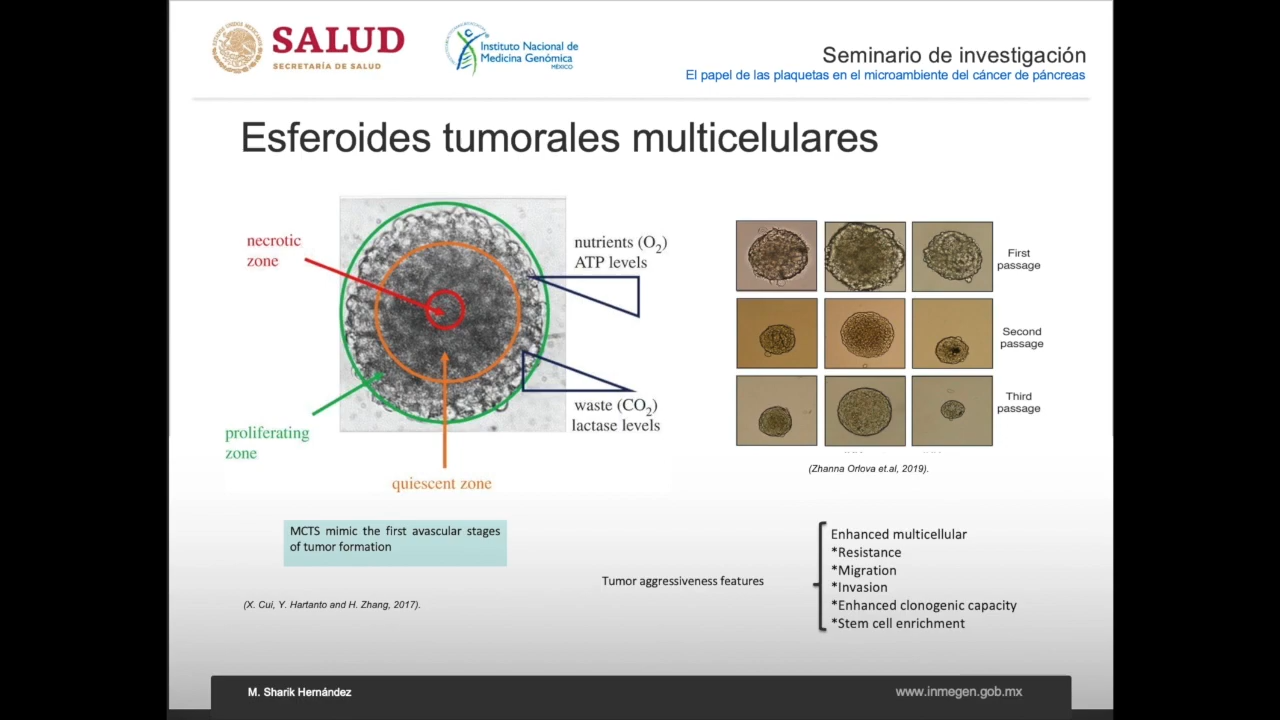 SALUD
SECRETARÍA DE SALUD
Instituto Nacional de
Medicina Genómica
MÉXICO
Seminario de investigación
El papel de las plaquetas en el microambiente del cáncer de páncreas
Esferoides tumorales multicelulares
necrotic
zone
nutrients (O₂)
ATP levels
waste (CO₂)
lactase levels
proliferating
zone
quiescent zone
First
passage
Second
passage
Third
passage
(Zhanna Orlova et.al, 2019).
MCTS mimic the first avascular stages
of tumor formation
(X. Cui, Y. Hartanto and H. Zhang, 2017).
Tumor aggressiveness features
Enhanced multicellular
*Resistance
*Migration
*Invasion
*Enhanced clonogenic capacity
*Stem cell enrichment
M. Sharik Hernández
www.inmegen.gob.mx